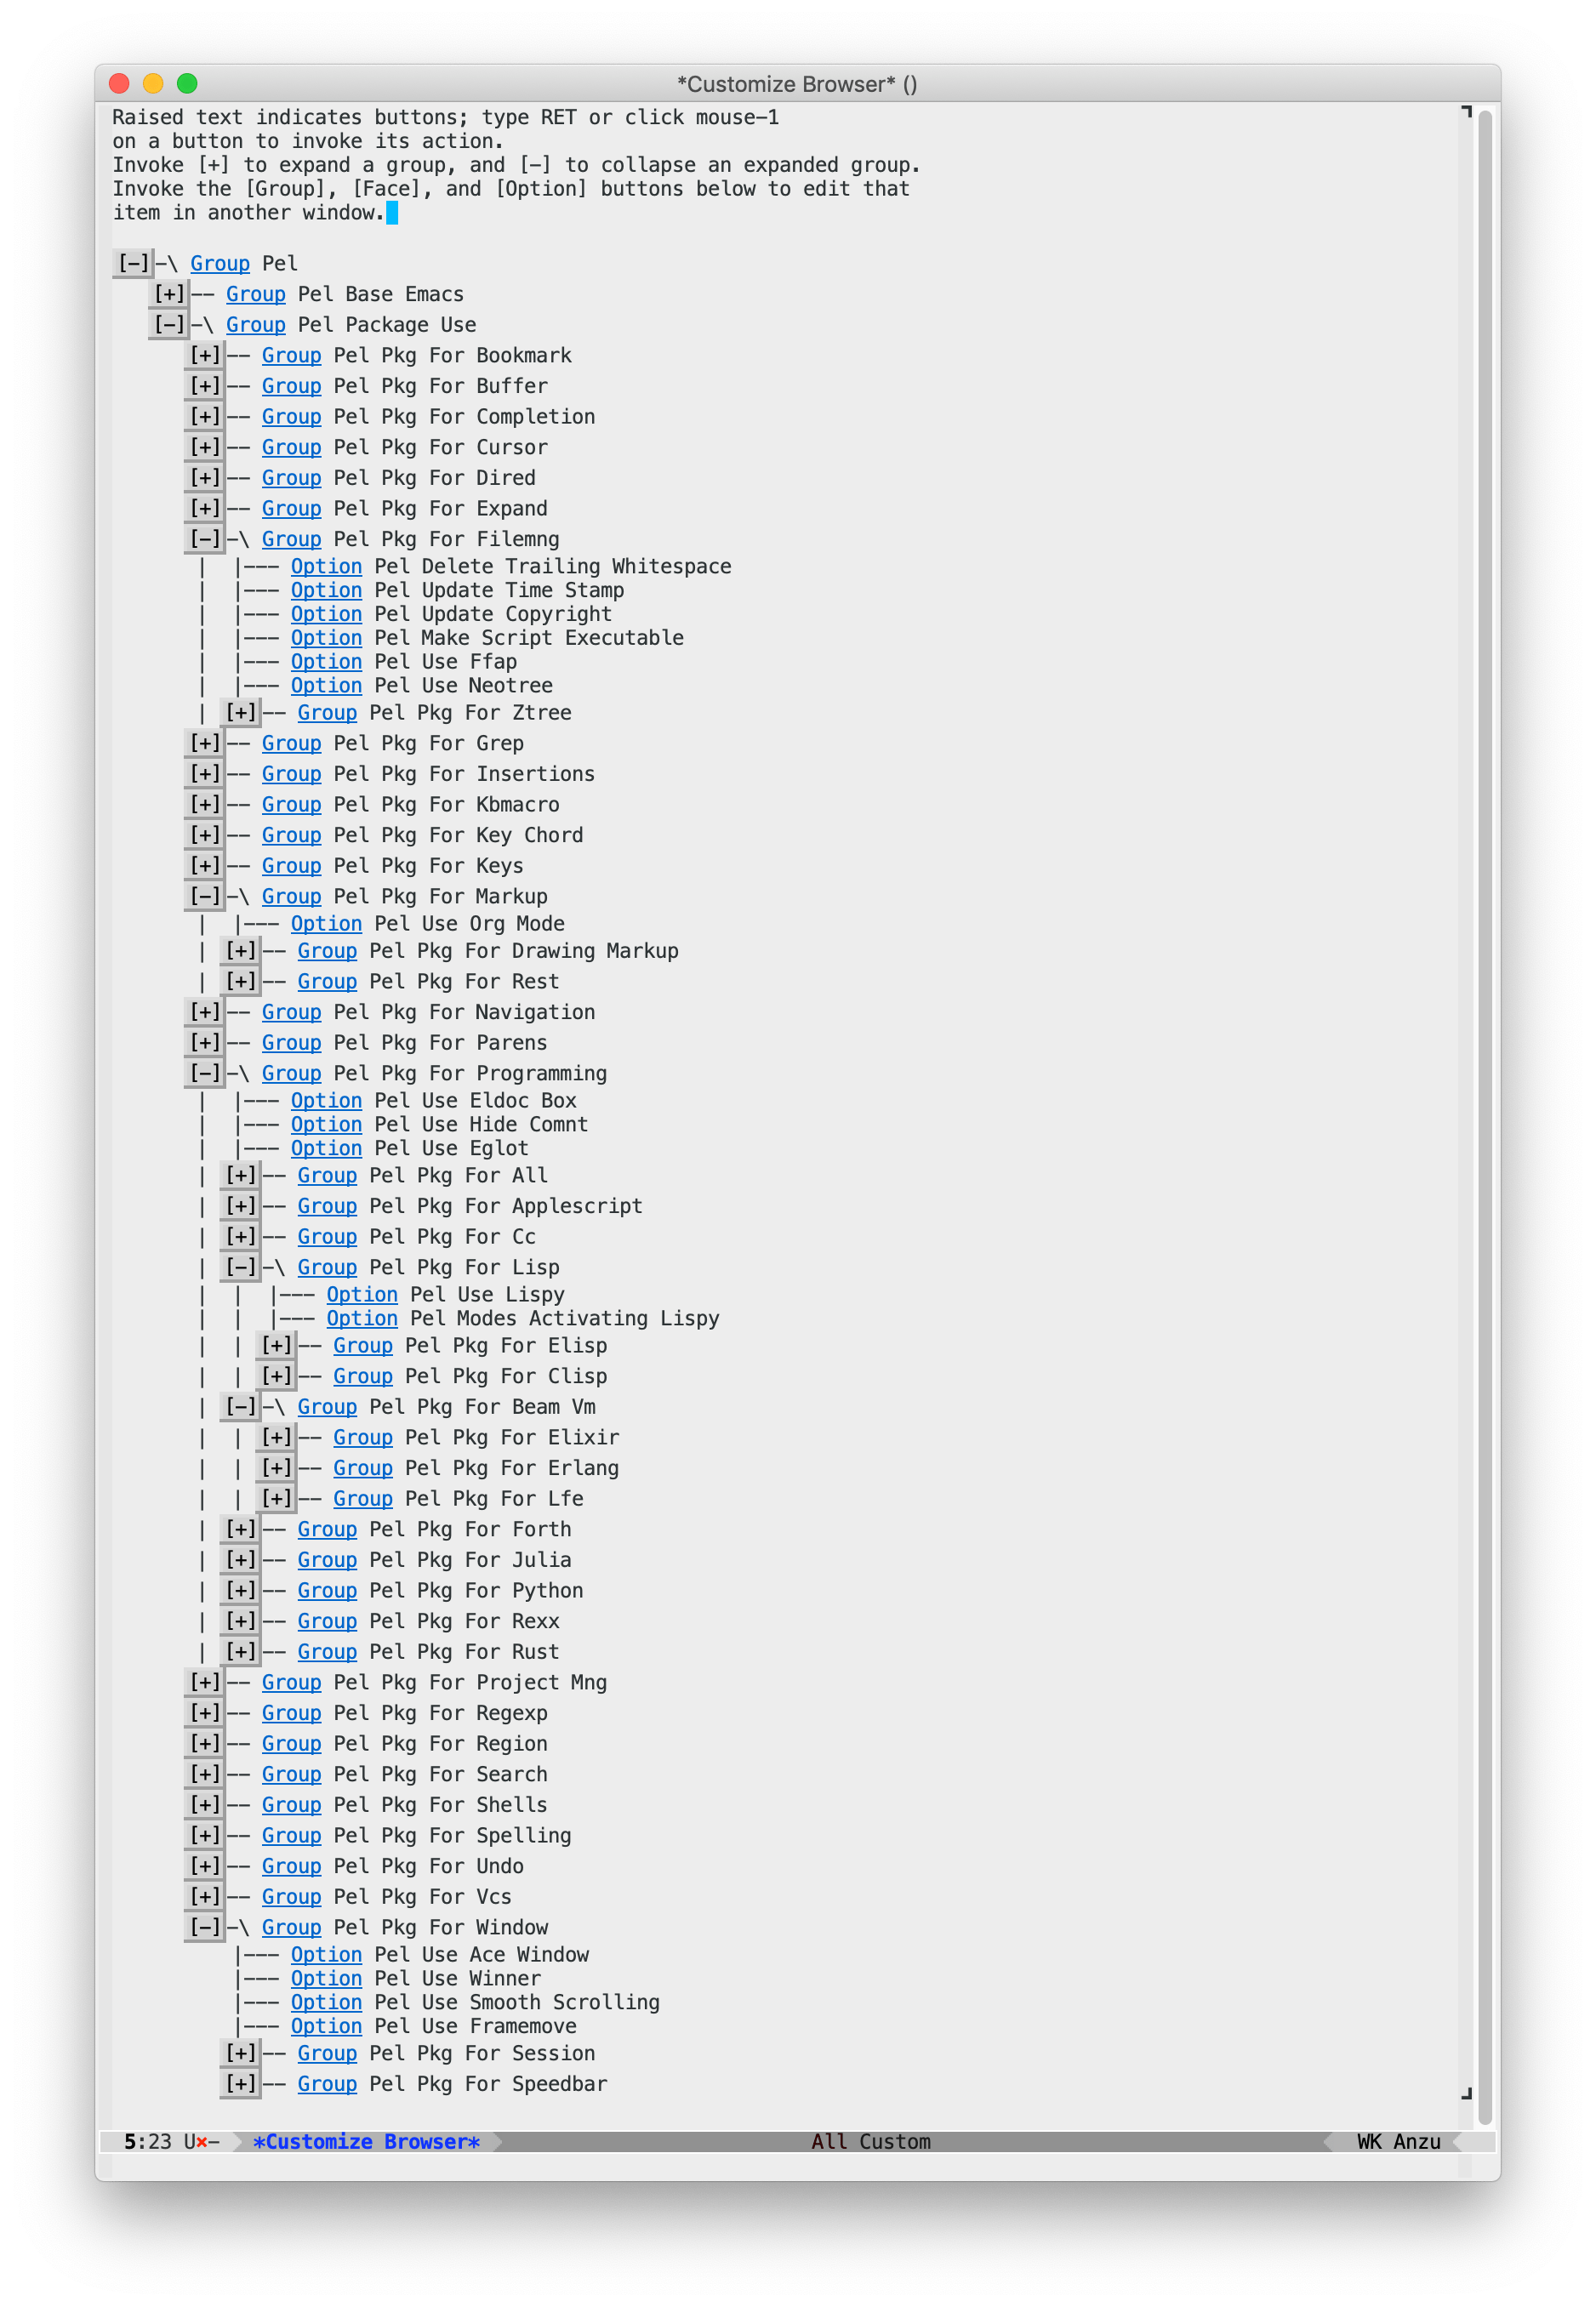 *Customize Browser* ()
Raised text indicates buttons; type RET or click mouse-1
on a button to invoke its action.
Invoke [+] to expand a group, and [-] to collapse an expanded group.
Invoke the [Group], [Face], and [Option] buttons below to edit that
item in another window.
[-]-\ Group Pel
[+]-- Group Pel Base Emacs
[-]-\ Group Pel Package Use
[+]-- Group Pel Pkg For Bookmark
[+]-- Group Pel Pkg For Buffer
[+]-- Group Pel Pkg For Completion
[+]-- Group Pel Pkg For Cursor
[+]-- Group Pel Pkg For Dired
[+]-- Group Pel Pkg For Expand
[-]-\ Group Pel Pkg For Filemng
| |--- Option Pel Delete Trailing Whitespace
| |--- Option Pel Update Time Stamp
| |--- Option Pel Update Copyright
| |--- Option Pel Make Script Executable
| |--- Option Pel Use Ffap
| |--- Option Pel Use Neotree
| [+]-- Group Pel Pkg For Ztree
[+]-- Group Pel Pkg For Grep
[+]-- Group Pel Pkg For Insertions
[+]-- Group Pel Pkg For Kbmacro
[+]-- Group Pel Pkg For Key Chord
[+]-- Group Pel Pkg For Keys
[-]-\ Group Pel Pkg For Markup
| |--- Option Pel Use Org Mode
| [+]-- Group Pel Pkg For Drawing Markup
| [+]-- Group Pel Pkg For Rest
[+]-- Group Pel Pkg For Navigation
[+]-- Group Pel Pkg For Parens
[-]-\ Group Pel Pkg For Programming
| |--- Option Pel Use Eldoc Box
| |--- Option Pel Use Hide Comnt
| |--- Option Pel Use Eglot
| [+]-- Group Pel Pkg For All
| [+]-- Group Pel Pkg For Applescript
| [+]-- Group Pel Pkg For Cc
| [-]-\ Group Pel Pkg For Lisp
| | |--- Option Pel Use Lispy
| | |--- Option Pel Modes Activating Lispy
| | [+]-- Group Pel Pkg For Elisp
| | [+]-- Group Pel Pkg For Clisp
| [-]-\ Group Pel Pkg For Beam Vm
| | [+]-- Group Pel Pkg For Elixir
| | [+]-- Group Pel Pkg For Erlang
| | [+]-- Group Pel Pkg For Lfe
| [+]-- Group Pel Pkg For Forth
| [+]-- Group Pel Pkg For Julia
| [+]-- Group Pel Pkg For Python
| [+]-- Group Pel Pkg For Rexx
| [+]-- Group Pel Pkg For Rust
[+]-- Group Pel Pkg For Project Mng
[+]-- Group Pel Pkg For Regexp
[+]-- Group Pel Pkg For Region
[+]-- Group Pel Pkg For Search
[+]-- Group Pel Pkg For Shells
[+]-- Group Pel Pkg For Spelling
[+]-- Group Pel Pkg For Undo
[+]-- Group Pel Pkg For Vcs
[-]-\ Group Pel Pkg For Window
|--- Option Pel Use Ace Window
|--- Option Pel Use Winner
|--- Option Pel Use Smooth Scrolling
|--- Option Pel Use Framemove
[+]-- Group Pel Pkg For Session
[+]-- Group Pel Pkg For Speedbar
5:23 U×- *Customize Browser* All Custom WK Anzu